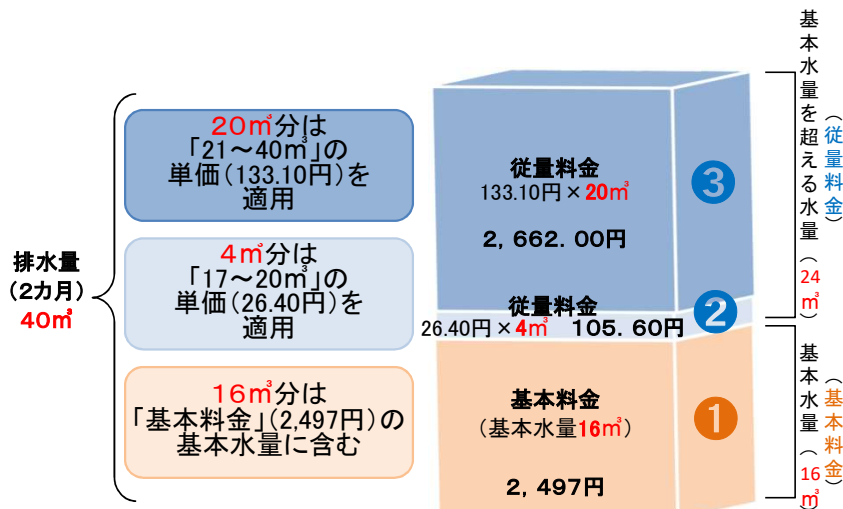 排水量
(2カ月)
40㎥
20㎥分は
「21～40㎥」の
単価(133.10円)を
適用
4㎥分は
「17～20㎥」の
単価(26.40円)を
適用
16㎥分は
「基本料金」(2,497円)の
基本水量に含む
従量料金
133.10円×20㎥
2，662．00円
❸
従量料金
26.40円×4㎥ 105．60円
❷
基本料金
(基本水量16㎥)
2，497円
❶
基本水量を超える水量(24㎥)
(従量料金)
基本水量(16㎥)
(基本料金)